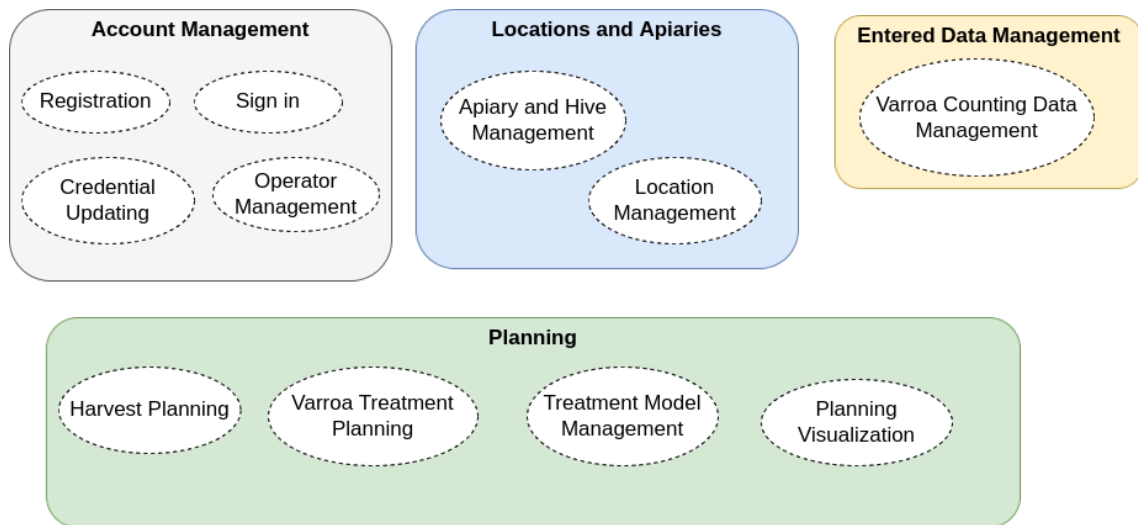 Account Management
Registration
Sign in
Credential
Updating
Operator
Management
Locations and Apiaries
Apiary and Hive
Management
Location
Management
Entered Data Management
Varroa Counting Data
Management
Planning
Harvest Planning
Varroa Treatment
Planning
Treatment Model
Management
Planning
Visualization